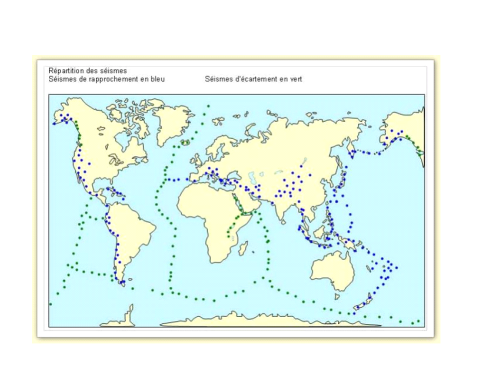 Répartition des séismes
Séismes de rapprochement en bleu Séismes d'écartement en vert